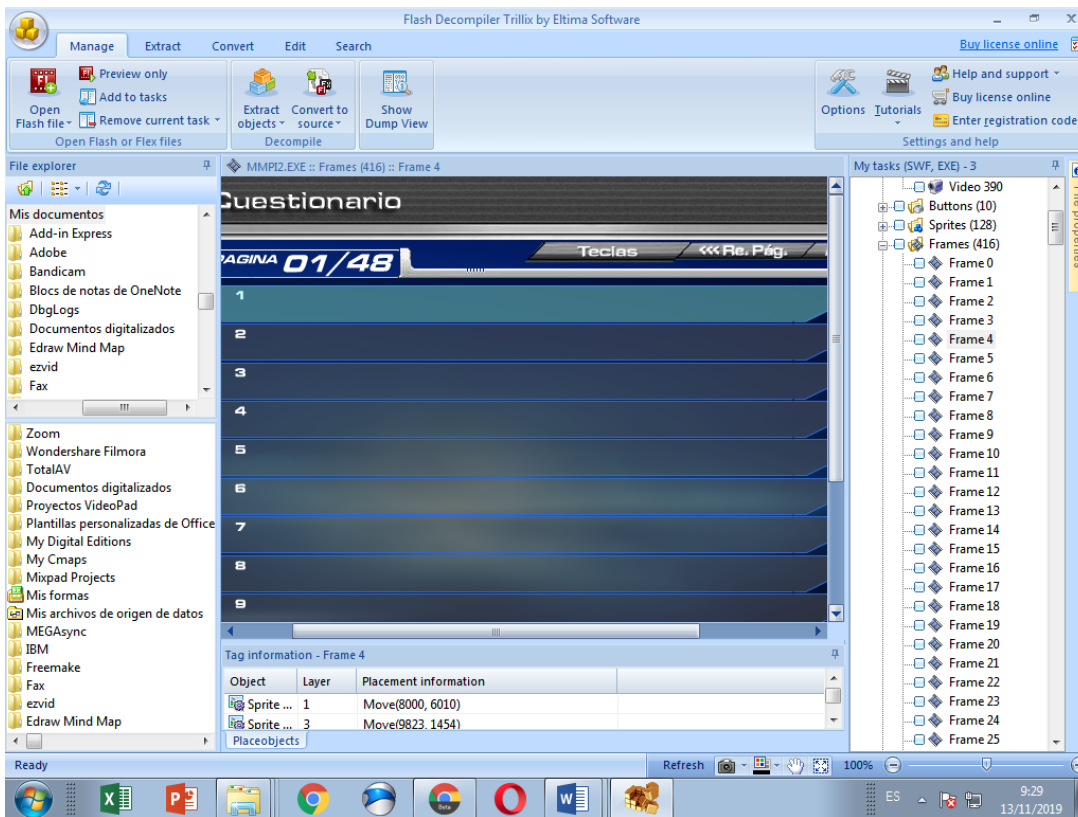 Flash Decompiler Trillix by Eltima Software
Manage Extract Convert Edit Search
Buy license online
Open Flash file
Preview only
Add to tasks
Remove current task
Open Flash or Flex files
Extract objects
Convert to source
Decompile
Show Dump View
Options
Tutorials
Help and support
Buy license online
Enter registration code
Settings and help
File explorer
Mis documentos
Add-in Express
Adobe
Bandicam
Blocs de notas de OneNote
DbgLogs
Documentos digitalizados
Edraw Mind Map
ezvid
Fax
Zoom
Wondershare Filmora
TotalAV
Documentos digitalizados
Proyectos VideoPad
Plantillas personalizadas de Office
My Digital Editions
My Cmaps
Mixpad Projects
Mis formas
Mis archivos de origen de datos
MEGAsync
IBM
Freemake
Fax
ezvid
Edraw Mind Map
MMPI2.EXE :: Frames (416) :: Frame 4
Cuestionario
PAGINA 01/48
Teclas
<<< Re. Pág.
1
2
3
4
5
6
7
8
9
Tag information - Frame 4
Object Layer Placement information
Sprite ... 1 Move(8000, 6010)
Sprite ... 3 Move(9823, 1454)
Placeobjects
My tasks (SWF, EXE) - 3
Video 390
Buttons (10)
Sprites (128)
Frames (416)
Frame 0
Frame 1
Frame 2
Frame 3
Frame 4
Frame 5
Frame 6
Frame 7
Frame 8
Frame 9
Frame 10
Frame 11
Frame 12
Frame 13
Frame 14
Frame 15
Frame 16
Frame 17
Frame 18
Frame 19
Frame 20
Frame 21
Frame 22
Frame 23
Frame 24
Frame 25
File properties
Ready
Refresh
100%
Beta
ES
9:29
13/11/2019